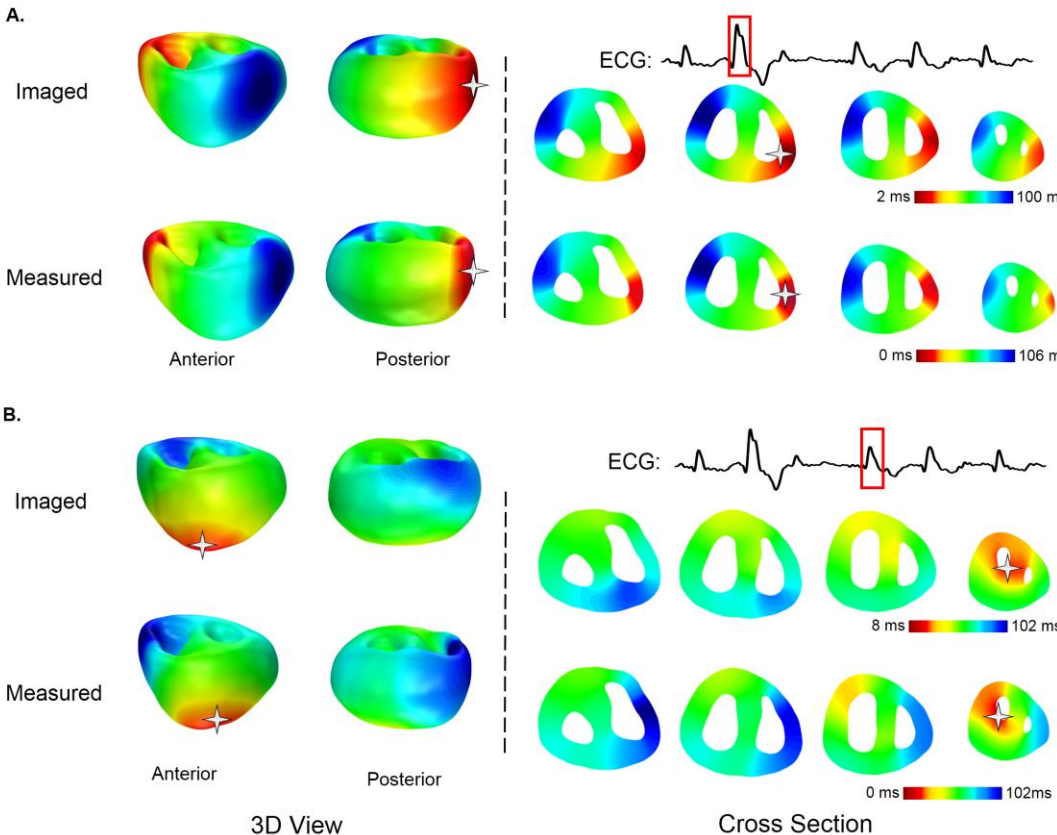 A.
ECG:
Imaged
2 ms 100 m
Measured
0 ms 106 m
Anterior Posterior
B.
ECG:
Imaged
8 ms 102 ms
Measured
0 ms 102ms
Anterior Posterior
3D View Cross Section